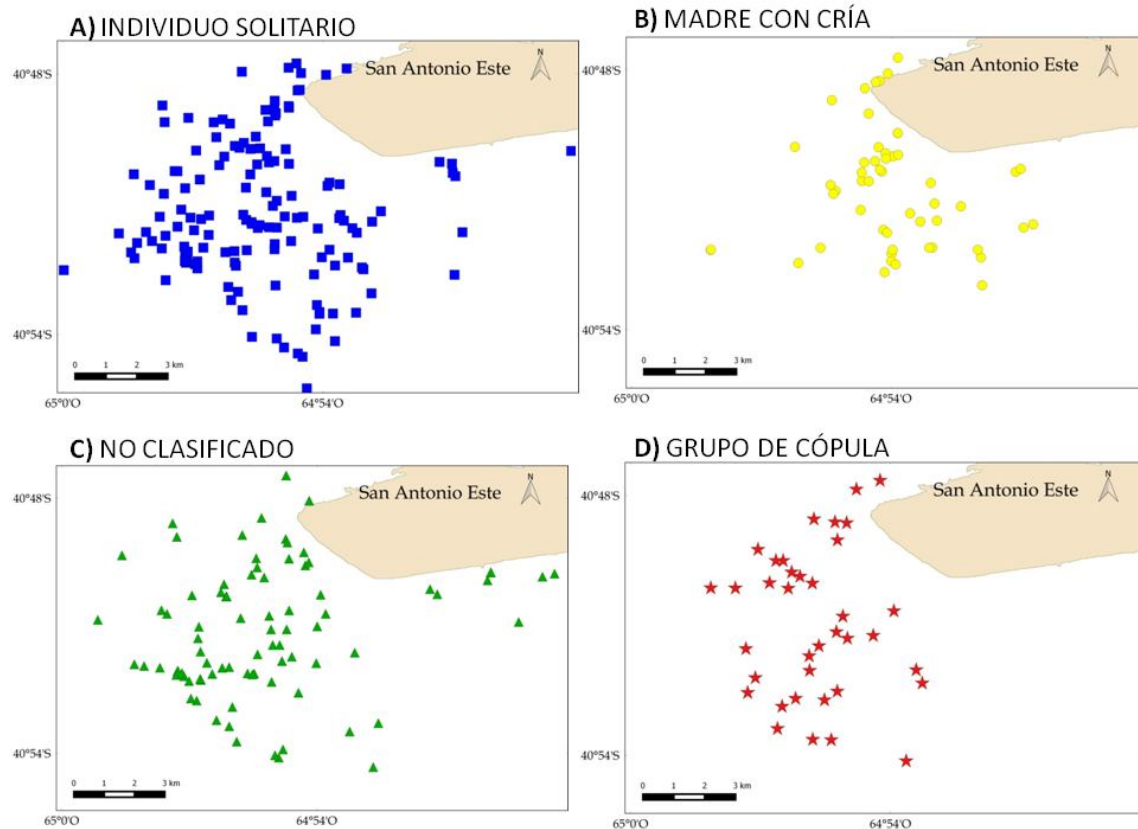 A) INDIVIDUO SOLITARIO
40°48'S
San Antonio Este
N
40°54'S
0 1 2 3 km
65°0'O
64°54'O
B) MADRE CON CRÍA
40°48'S
San Antonio Este
N
40°54'S
0 1 2 3 km
65°0'O
64°54'O
C) NO CLASIFICADO
40°48'S
San Antonio Este
N
40°54'S
0 1 2 3 km
65°0'O
64°54'O
D) GRUPO DE CÓPULA
40°48'S
San Antonio Este
N
40°54'S
0 1 2 3 km
65°0'O
64°54'O